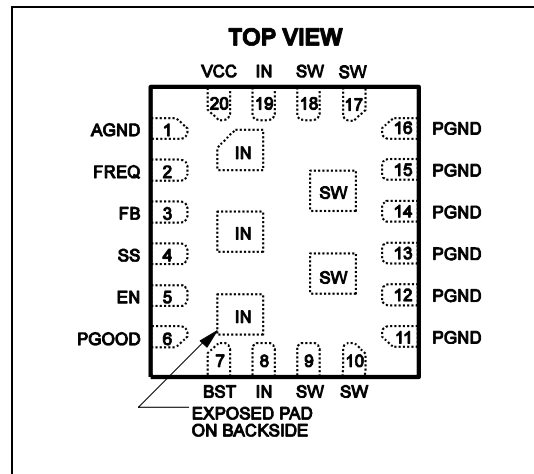 TOP VIEW
VCC IN SW SW
20 19 18 17
AGND 1 16 PGND
IN
FREQ 2 15 PGND
SW
FB 3 14 PGND
IN
SS 4 13 PGND
SW
EN 5 12 PGND
IN
PGOOD 6 11 PGND
7 8 9 10
BST IN SW SW
EXPOSED PAD
ON BACKSIDE